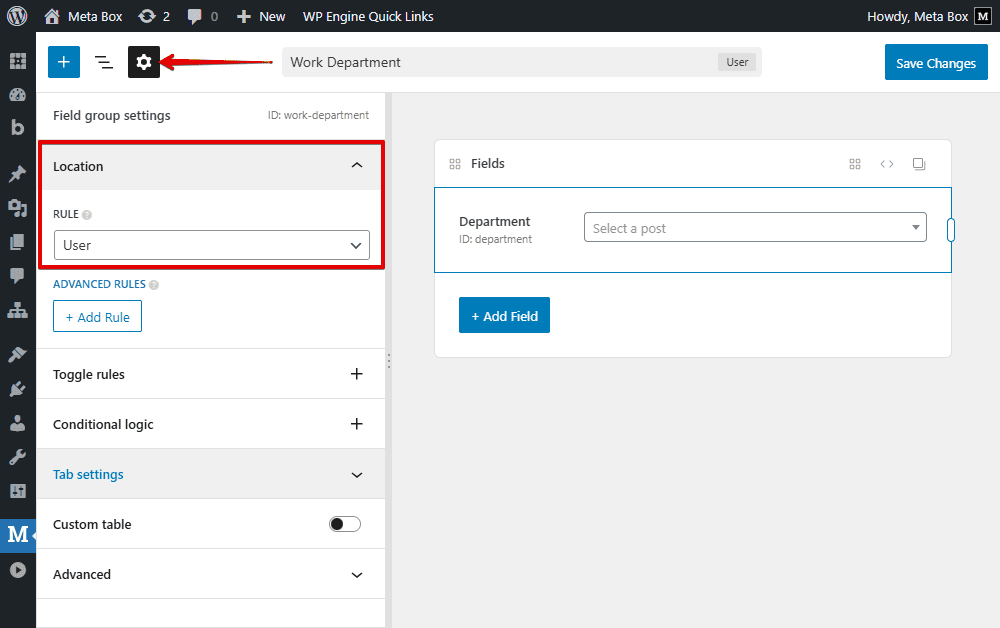 Meta Box 2 0 New WP Engine Quick Links Howdy, Meta Box M
Work Department User Save Changes
Field group settings ID: work-department
Location
RULE ?
User
ADVANCED RULES ?
+ Add Rule
Toggle rules
Conditional logic
Tab settings
Custom table
Advanced
Fields
Department
ID: department
Select a post
+ Add Field
M